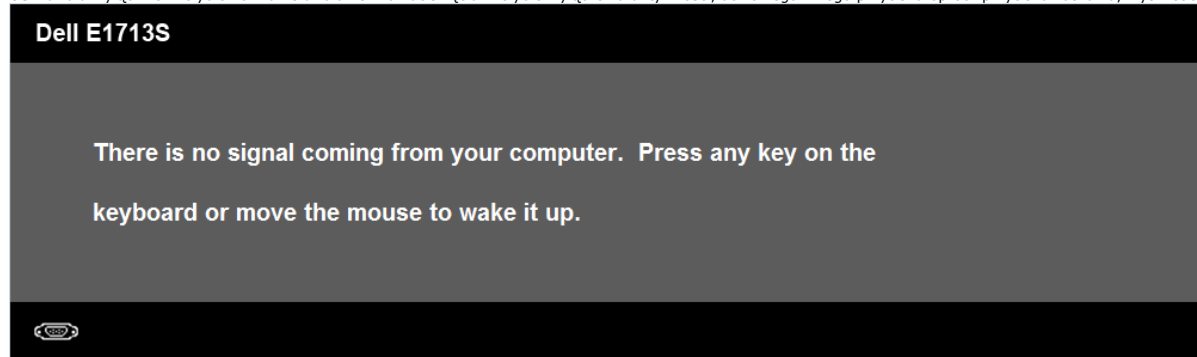 Dell E1713S
There is no signal coming from your computer.  Press any key on the
keyboard or move the mouse to wake it up.